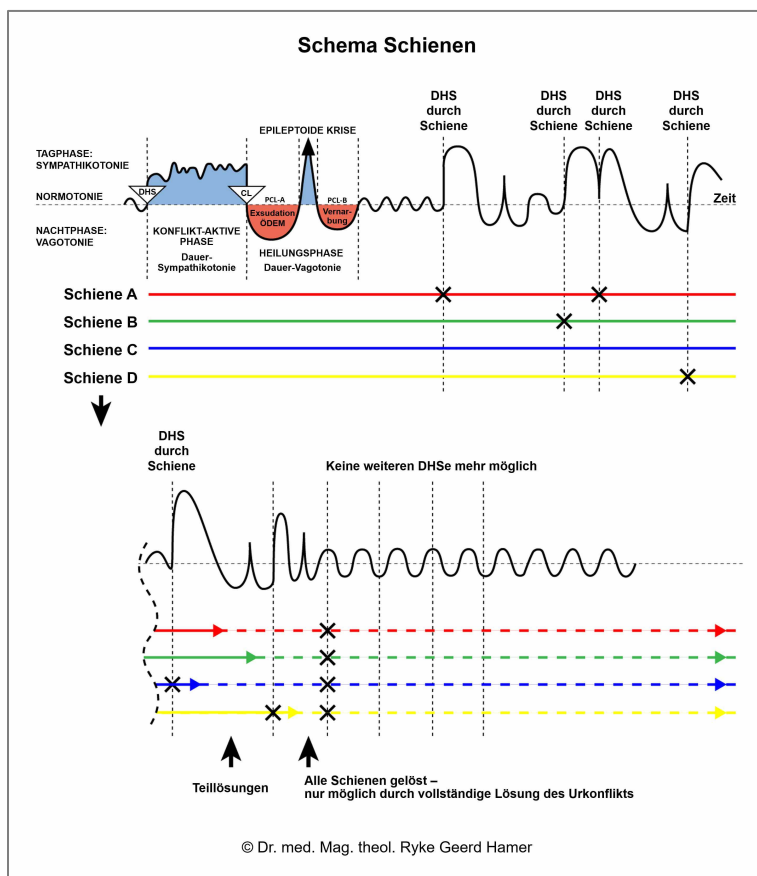 Schema Schienen
DHS
durch
Schiene
DHS
durch
Schiene
DHS
durch
Schiene
DHS
durch
Schiene
EPILEPTOIDE KRISE
TAGPHASE:
SYMPATHIKOTONIE
NORMOTONIE
DHS
CL
PCL-A
PCL-B
Zeit
Exsudation
ÖDEM
Vernar-
bung
NACHTPHASE:
VAGOTONIE
KONFLIKT-AKTIVE
PHASE
Dauer-
Sympathikotonie
HEILUNGSPHASE
Dauer-Vagotonie
Schiene A
Schiene B
Schiene C
Schiene D
DHS
durch
Schiene
Keine weiteren DHSe mehr möglich
Teillösungen
Alle Schienen gelöst –
nur möglich durch vollständige Lösung des Urkonflikts
© Dr. med. Mag. theol. Ryke Geerd Hamer